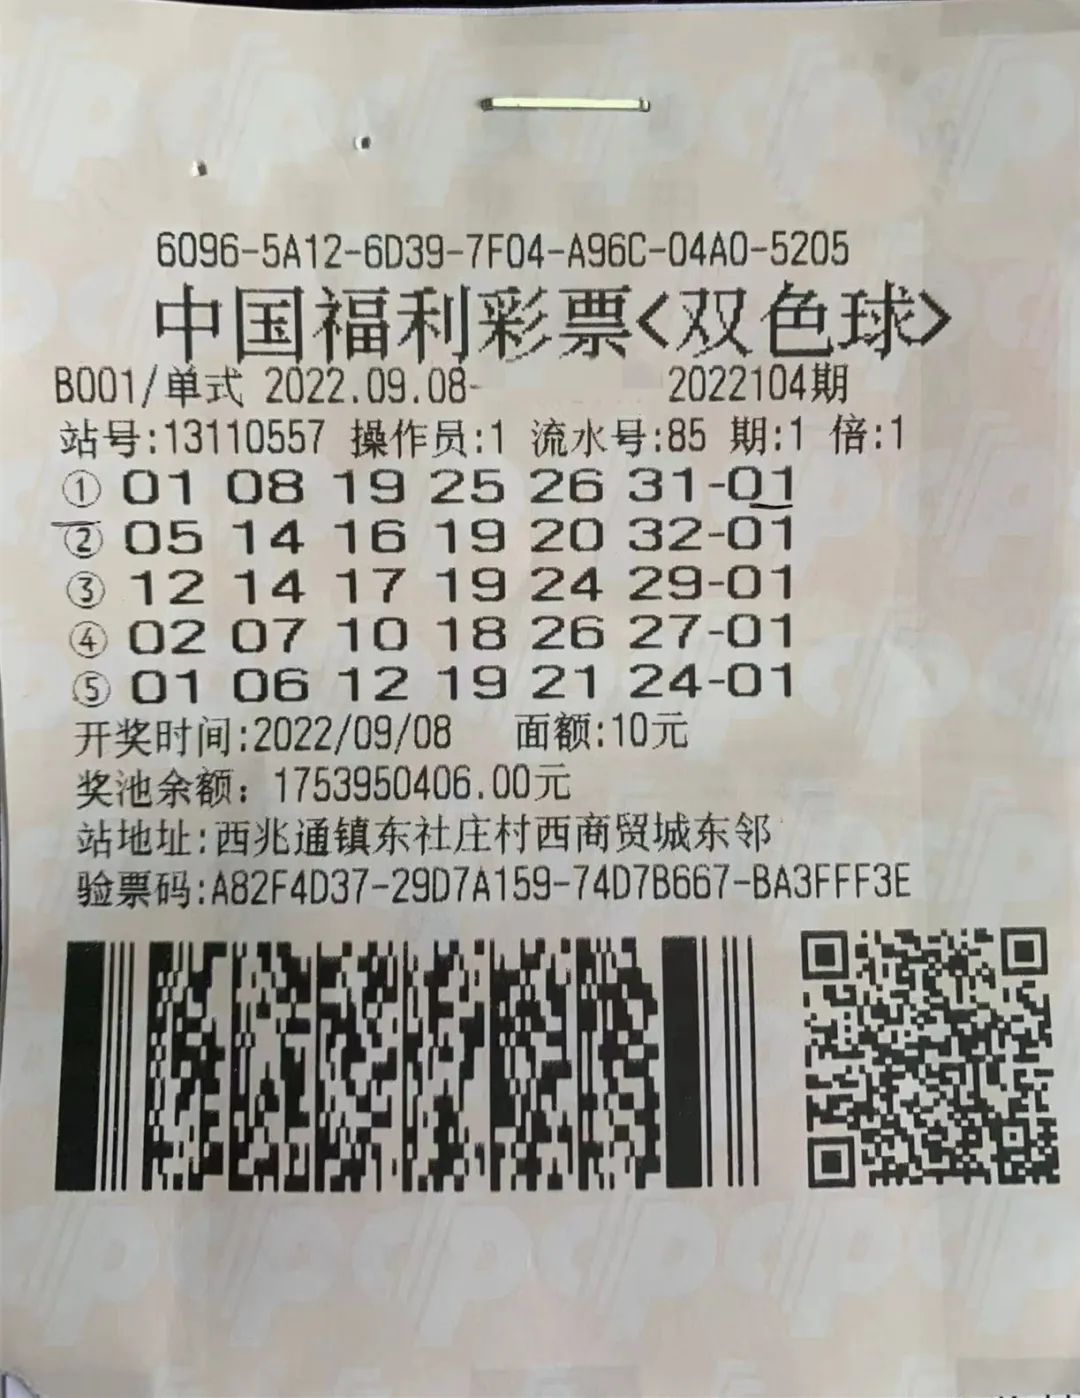 6096-5A12-6D39-7F04-A96C-04A0-5205
中国福利彩票<双色球>
B001/单式 2022.09.08- 2022104期
站号:13110557 操作员:1 流水号:85 期:1 倍:1
① 01 08 19 25 26 31-01
② 05 14 16 19 20 32-01
③ 12 14 17 19 24 29-01
④ 02 07 10 18 26 27-01
⑤ 01 06 12 19 21 24-01
开奖时间:2022/09/08 面额:10元
奖池余额：1753950406.00元
站地址:西兆通镇东社庄村西商贸城东邻
验票码:A82F4D37-29D7A159-74D7B667-BA3FFF3E